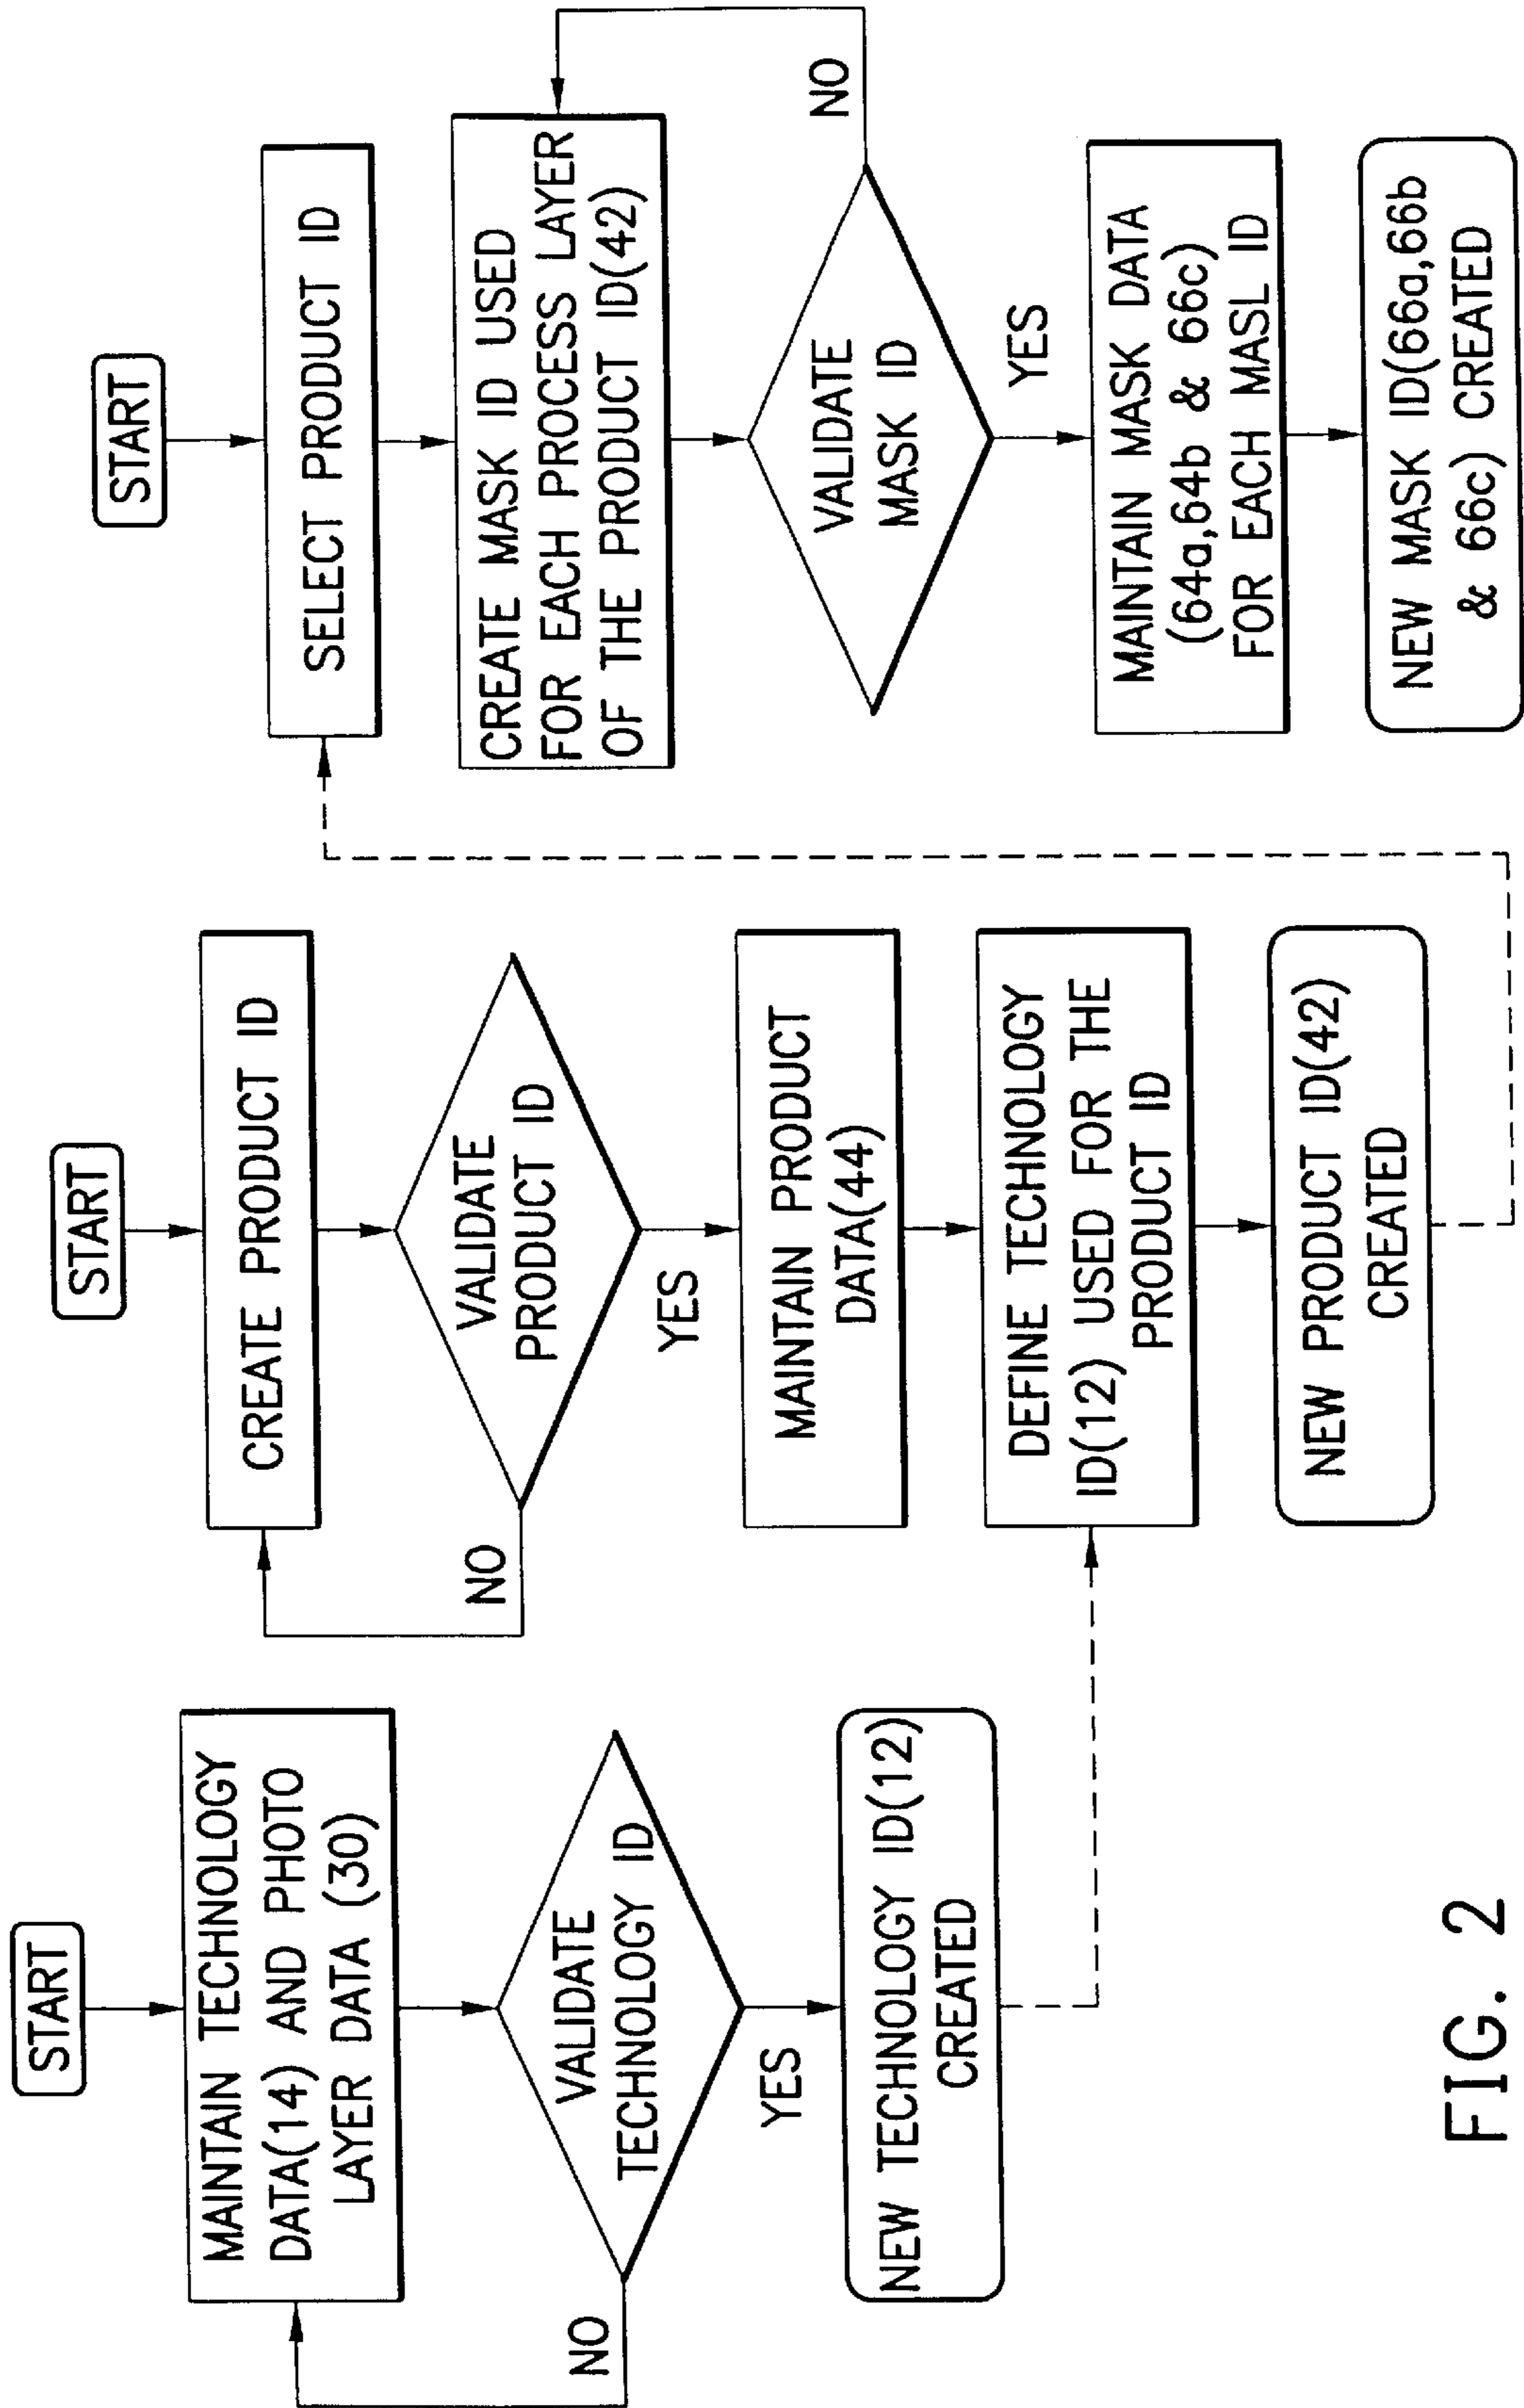 START
MAINTAIN TECHNOLOGY
DATA(14) AND PHOTO
LAYER DATA (30)
VALIDATE
TECHNOLOGY ID
NO
YES
NEW TECHNOLOGY ID(12)
CREATED
START
CREATE PRODUCT ID
VALIDATE
PRODUCT ID
NO
YES
MAINTAIN PRODUCT
DATA(44)
DEFINE TECHNOLOGY
ID(12) USED FOR THE
PRODUCT ID
NEW PRODUCT ID(42)
CREATED
START
SELECT PRODUCT ID
CREATE MASK ID USED
FOR EACH PROCESS LAYER
OF THE PRODUCT ID(42)
VALIDATE
MASK ID
NO
YES
MAINTAIN MASK DATA
(64a,64b & 66c)
FOR EACH MASL ID
NEW MASK ID(66a,66b
& 66c) CREATED
FIG. 2